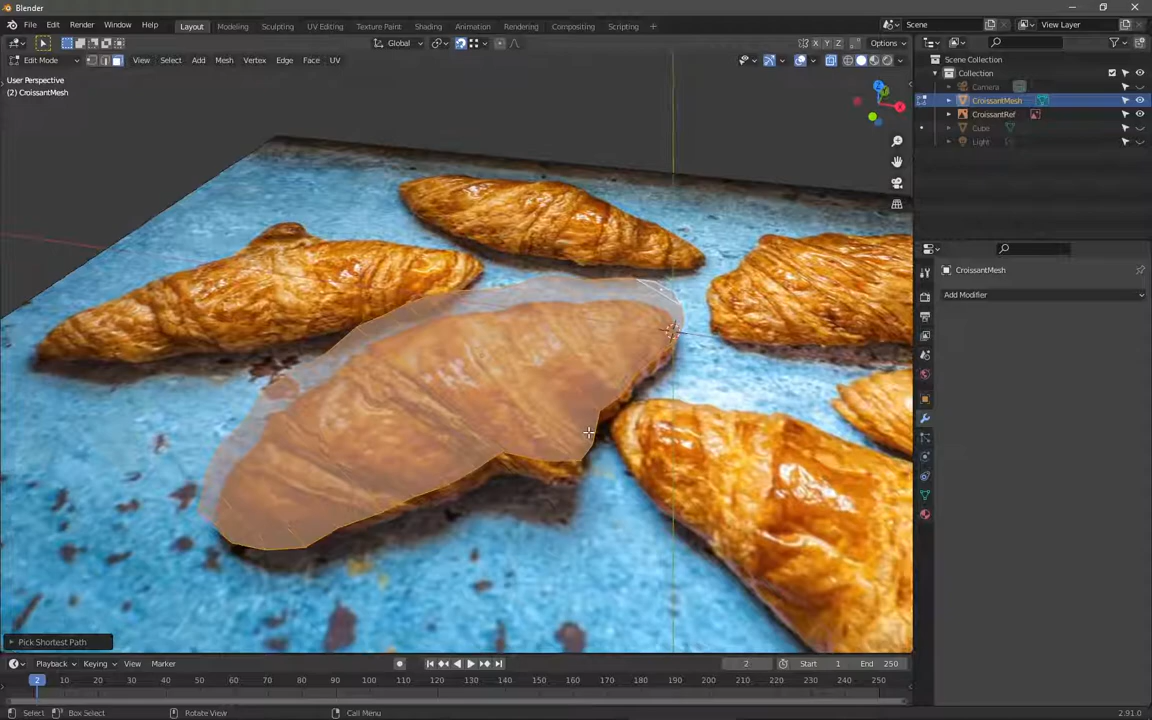 Blender
File Edit Render Window Help Layout Modeling Sculpting UV Editing Texture Paint Shading Animation Rendering Compositing Scripting + Scene View Layer
Global Options
Edit Mode View Select Add Mesh Vertex Edge Face UV
X Y Z
User Perspective
(2) CroissantMesh
Z
X
Scene Collection
Collection
Camera
CroissantMesh
CroissantRef
Cube
Light
CroissantMesh
Add Modifier
Pick Shortest Path
Playback Keying View Marker 2 Start 1 End 250
2 10 20 30 40 50 60 70 80 90 100 110 120 130 140 150 160 170 180 190 200 210 220 230 240 250
Select Box Select Rotate View Call Menu 2.91.0